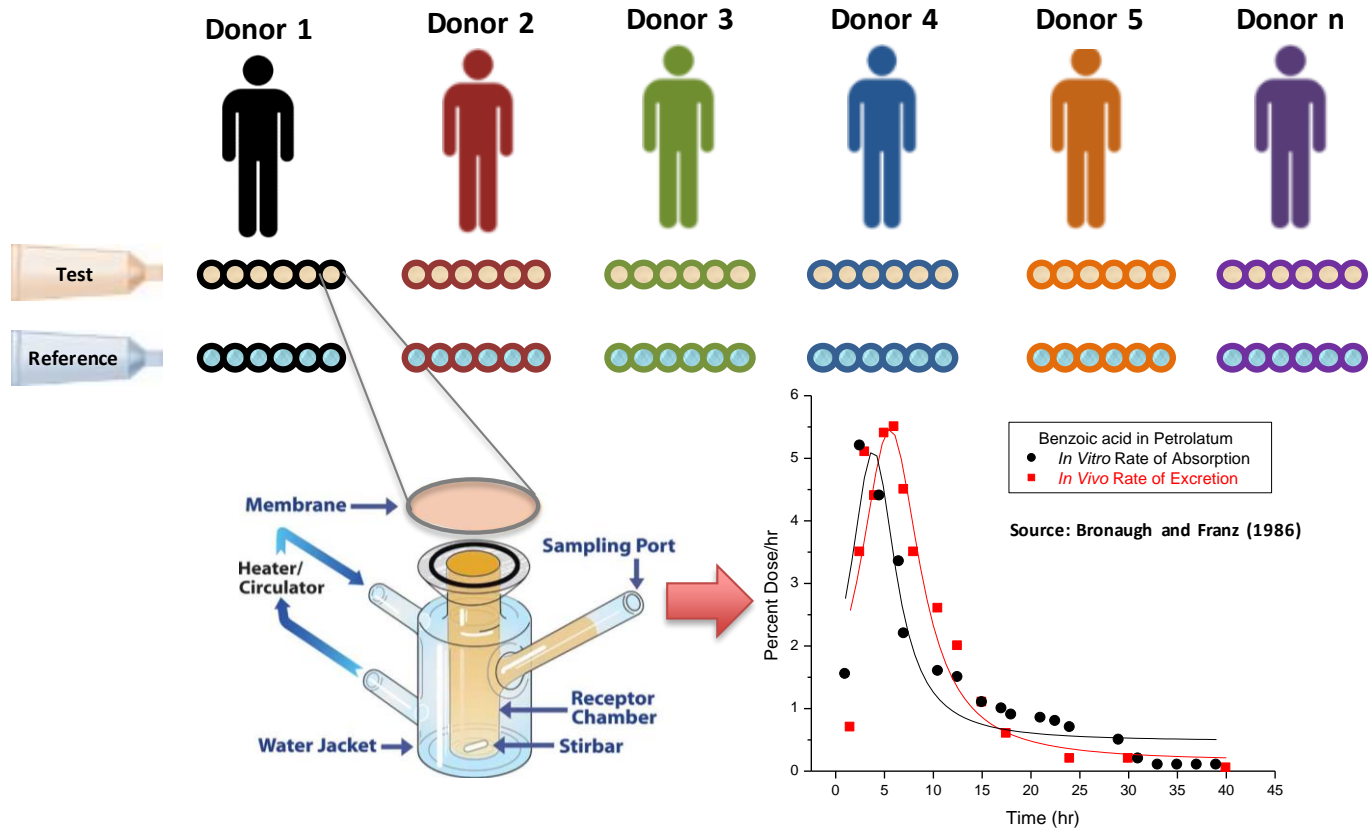 Donor 1
Donor 2
Donor 3
Donor 4
Donor 5
Donor n
Test
Reference
Membrane
Heater/
Circulator
Sampling Port
Receptor
Chamber
Water Jacket
Stirbar
Benzoic acid in Petrolatum
In Vitro Rate of Absorption
In Vivo Rate of Excretion
Source: Bronaugh and Franz (1986)
Percent Dose/hr
6
5
4
3
2
1
0
0 5 10 15 20 25 30 35 40 45
Time (hr)